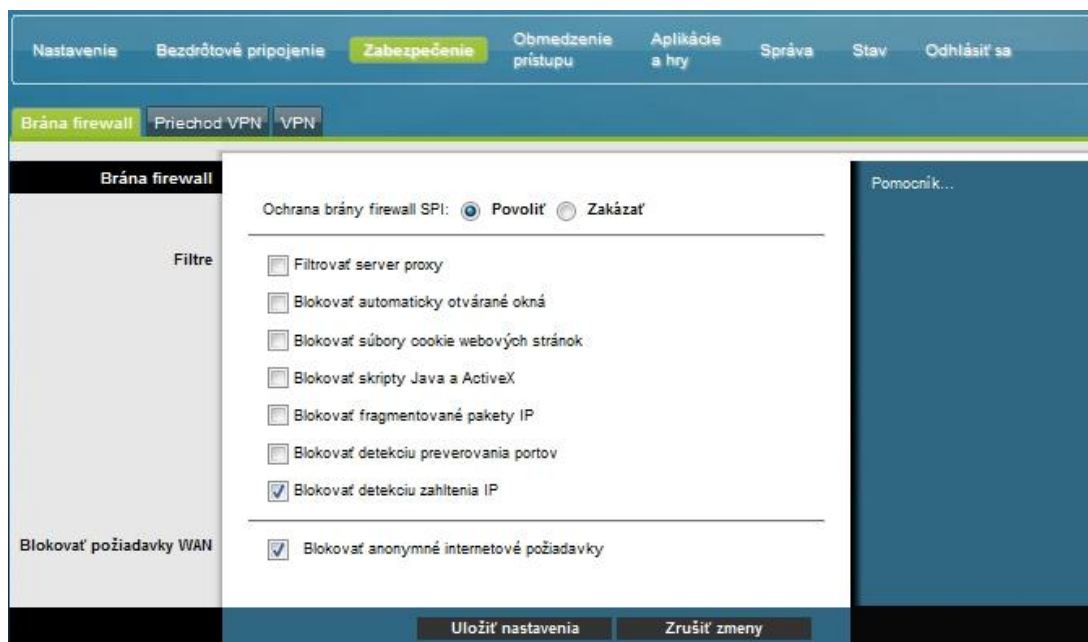 Nastavenie Bezdrôtové pripojenie Zabezpečenie Obmedzenie prístupu Aplikácie a hry Správa Stav Odhlásiť sa
Brána firewall Priechod VPN VPN
Brána firewall
Pomocník...
Ochrana brány firewall SPI: Povoliť Zakázať
Filtre
Filtrovať server proxy
Blokovať automaticky otvárané okná
Blokovať súbory cookie webových stránok
Blokovať skripty Java a ActiveX
Blokovať fragmentované pakety IP
Blokovať detekciu preverovania portov
Blokovať detekciu zahltenia IP
Blokovať požiadavky WAN
Blokovať anonymné internetové požiadavky
Uložiť nastavenia Zrušiť zmeny